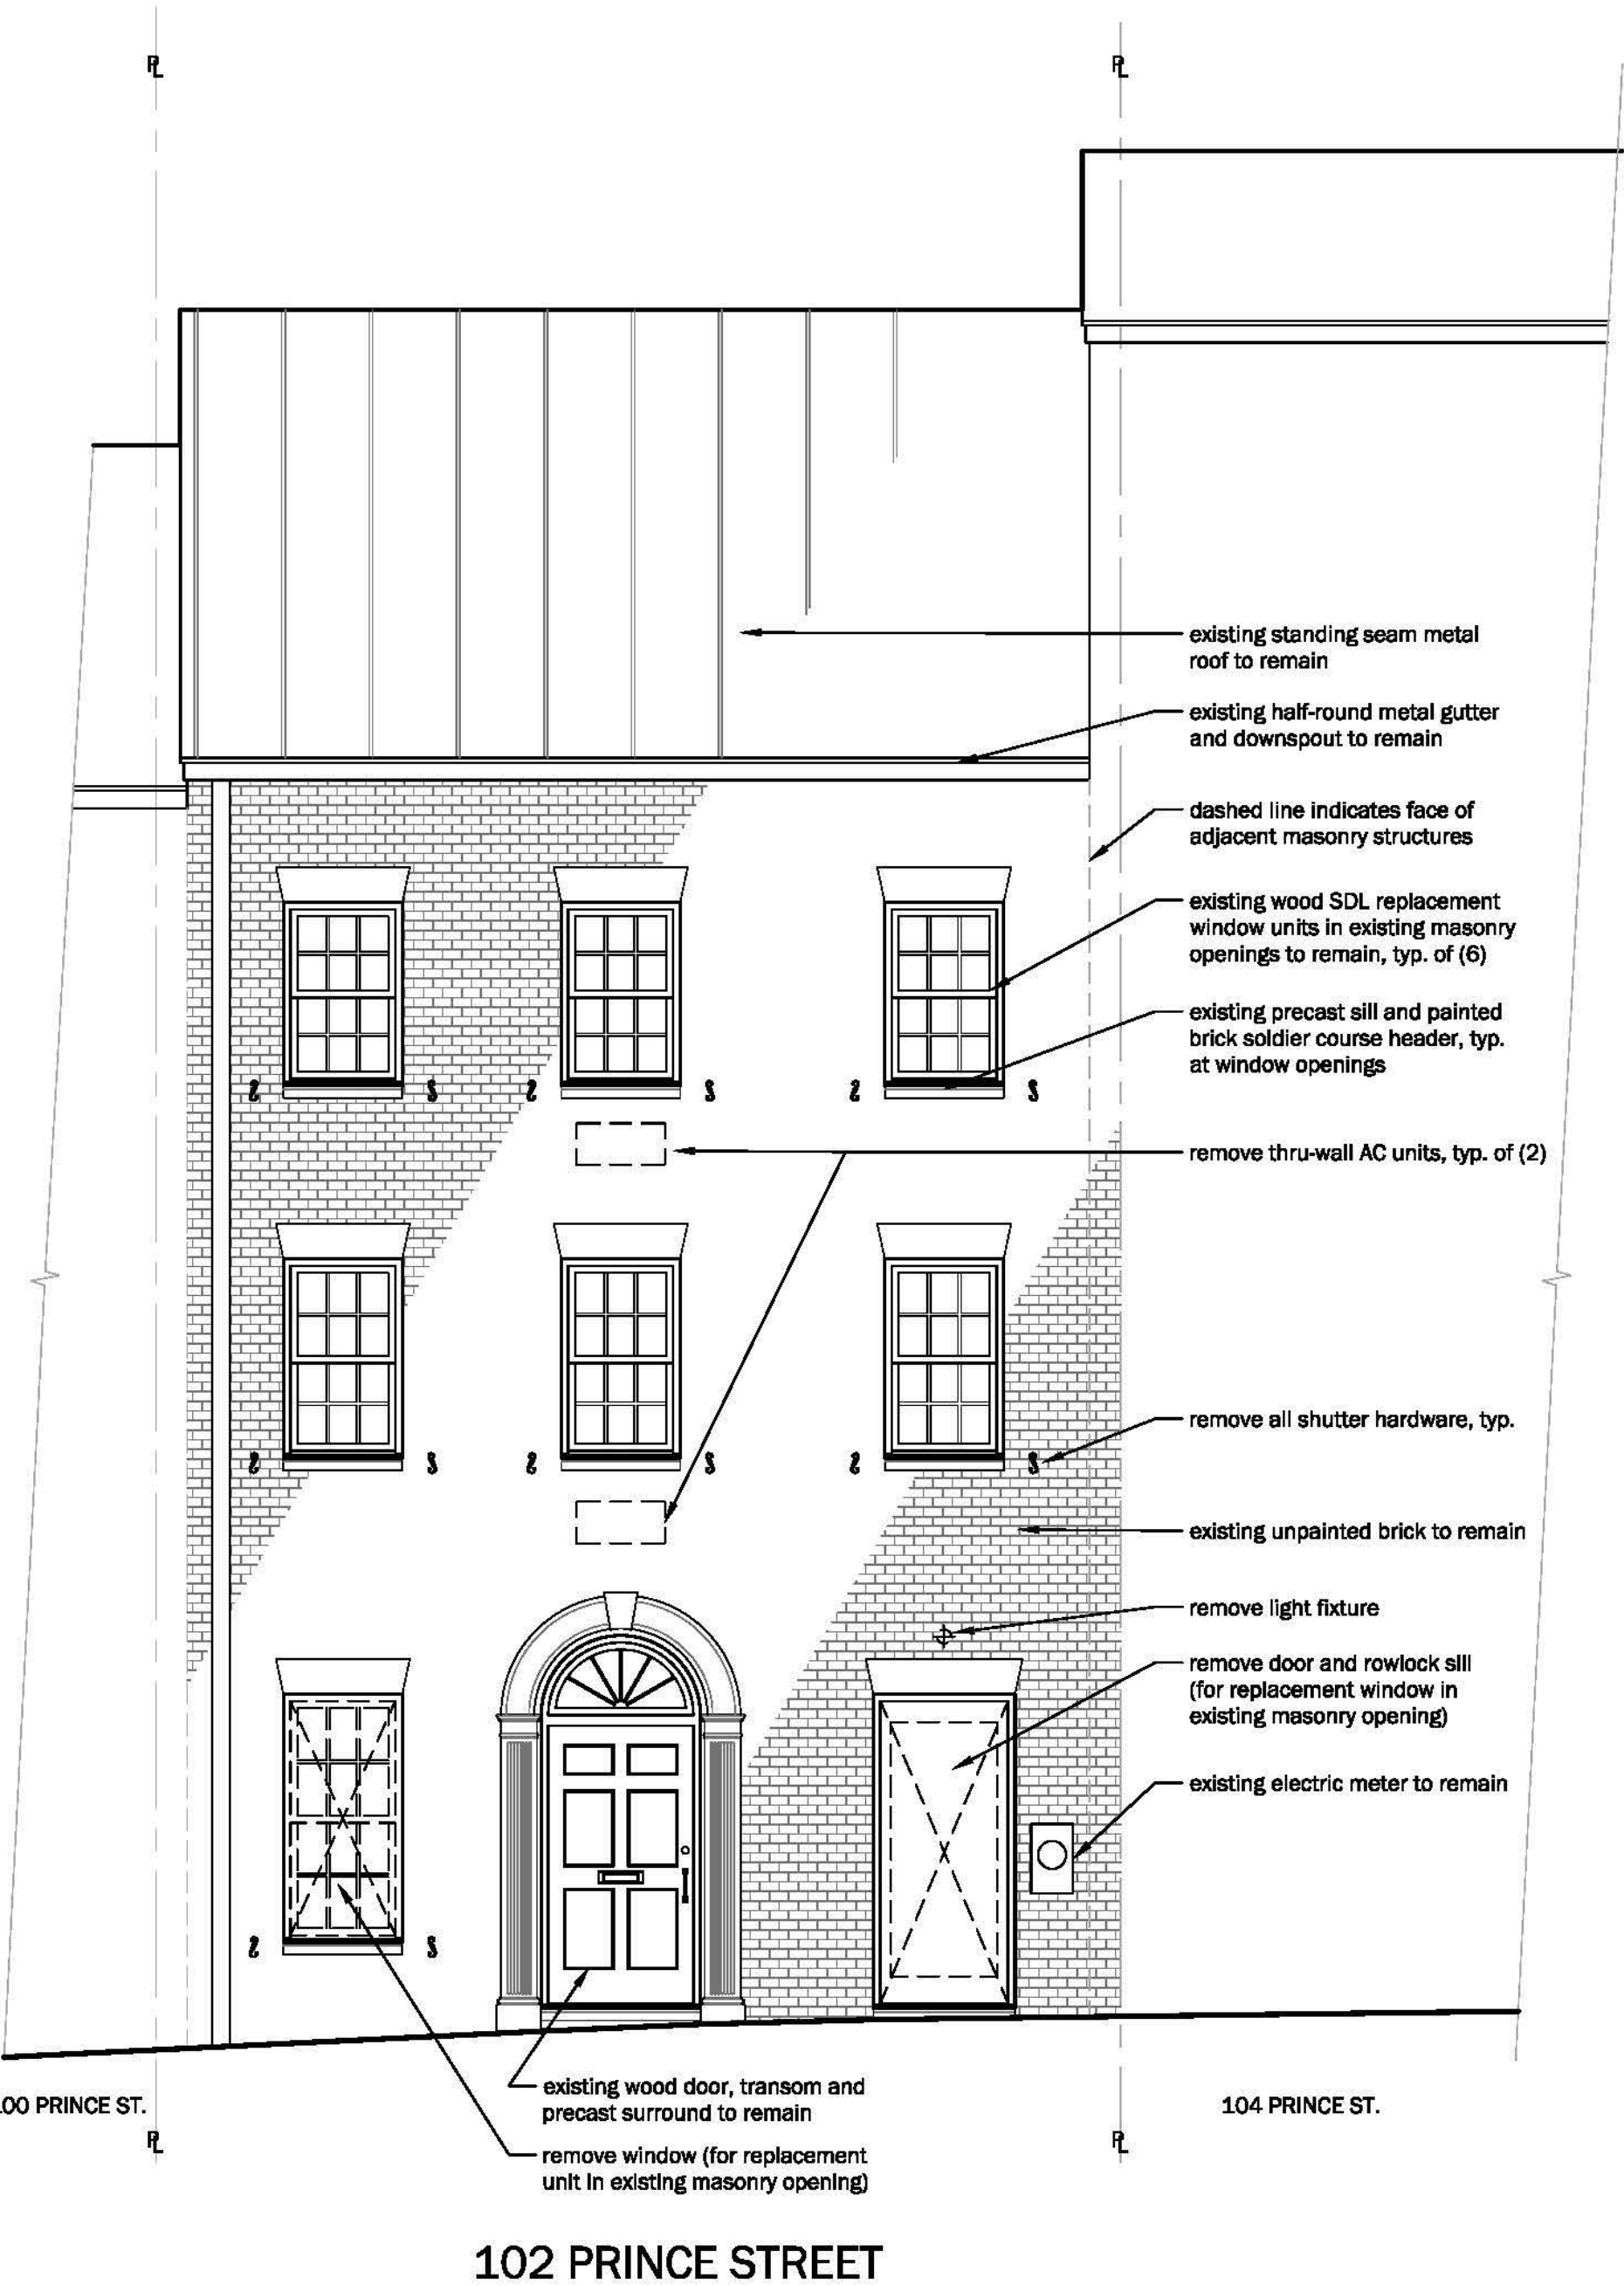 PL
PL
existing standing seam metal
roof to remain
existing half-round metal gutter
and downspout to remain
dashed line indicates face of
adjacent masonry structures
existing wood SDL replacement
window units in existing masonry
openings to remain, typ. of (6)
existing precast sill and painted
brick soldier course header, typ.
at window openings
remove thru-wall AC units, typ. of (2)
remove all shutter hardware, typ.
existing unpainted brick to remain
remove light fixture
remove door and rowlock sill
(for replacement window in
existing masonry opening)
existing electric meter to remain
existing wood door, transom and
precast surround to remain
remove window (for replacement
unit in existing masonry opening)
00 PRINCE ST.
104 PRINCE ST.
PL
PL
102 PRINCE STREET